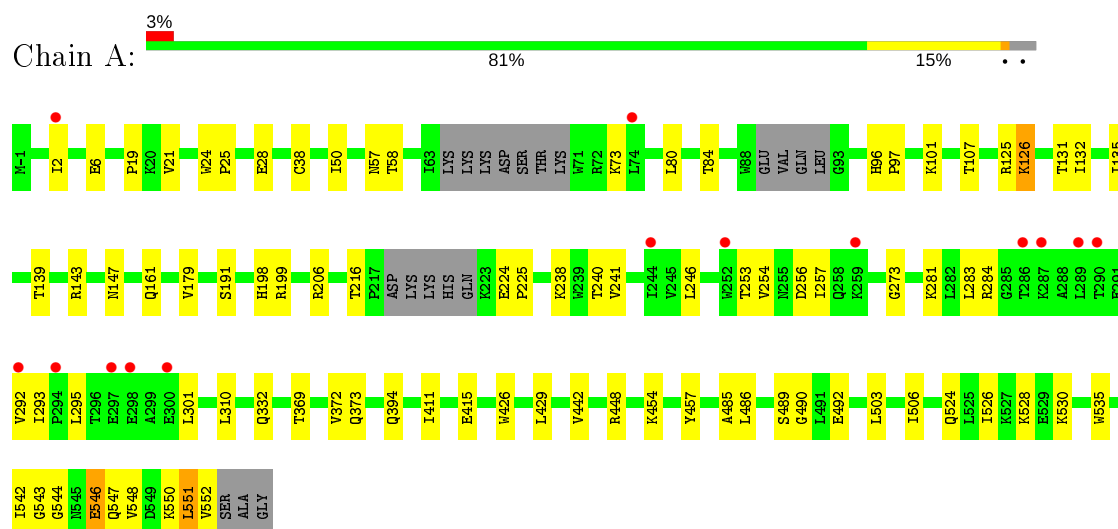 3%
Chain A:
81% 15% • •
M-1 I2 E6 P19 K20 V21 W24 P25 E28 C38 I50 N57 T58 I63 LYS LYS LYS ASP SER THR LYS W71 R72 K73 L74 L80 T84 W88 GLU VAL GLN LEU G93 H96 P97 K101 T107 R125 K126 T131 I132 I135
T139 R143 N147 Q161 V179 S191 H198 R199 R206 T216 P217 ASP LYS LYS HIS GLN K223 E224 P225 K238 W239 T240 V241 I244 V245 L246 W252 T253 V254 N255 D256 I257 Q258 K259 G273 K281 L282 L283 R284 G285 T286 K287 A288 L289 T290 E291
V292 I293 P294 L295 T296 E297 E298 A299 E300 L301 L310 Q332 T369 V372 Q373 Q394 I411 E415 W426 L429 V442 R448 K454 Y457 A485 L486 S489 G490 L491 E492 L503 I506 Q524 L525 I526 K527 K528 E529 K530 W535
I542 G543 G544 N545 E546 Q547 V548 D549 K550 L551 V552 SER ALA GLY